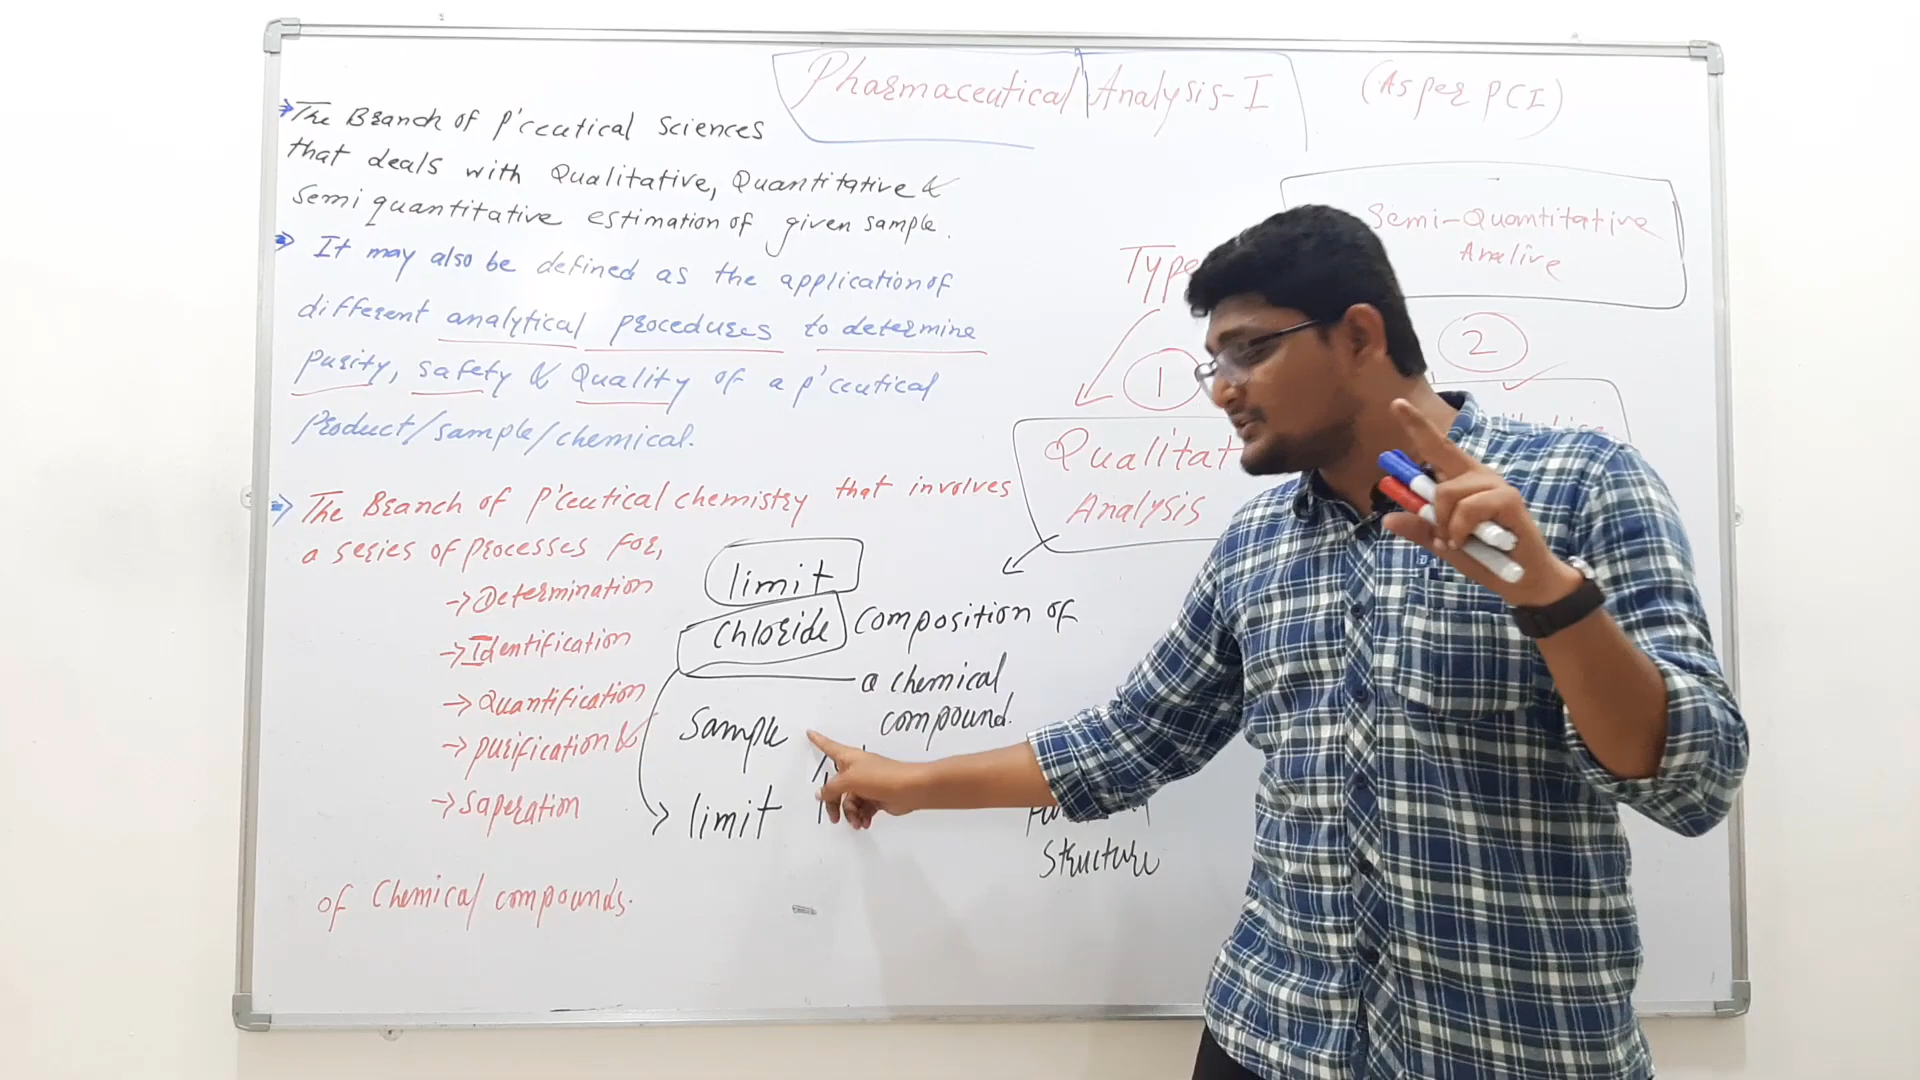 Pharmaceutical Analysis-I (As per PCI)
The Branch of P'ceutical Sciences
that deals with Qualitative, Quantitative &
Semi quantitative estimation of given sample.
It may also be defined as the application of
different analytical procedures to determine
purity, safety & Quality of a p'ceutical
Product/sample/chemical.
The Branch of P'ceutical chemistry that involves
a series of processes for,
→ Determination
→ Identification
→ Quantification
→ purification &
→ Saperation
of Chemical compounds.
limit
Chloride
Sample
limit
Semi-Quantitative
Analive
Type
1
2
Qualitat
Analysis
Composition of
a chemical
compound.
Structure